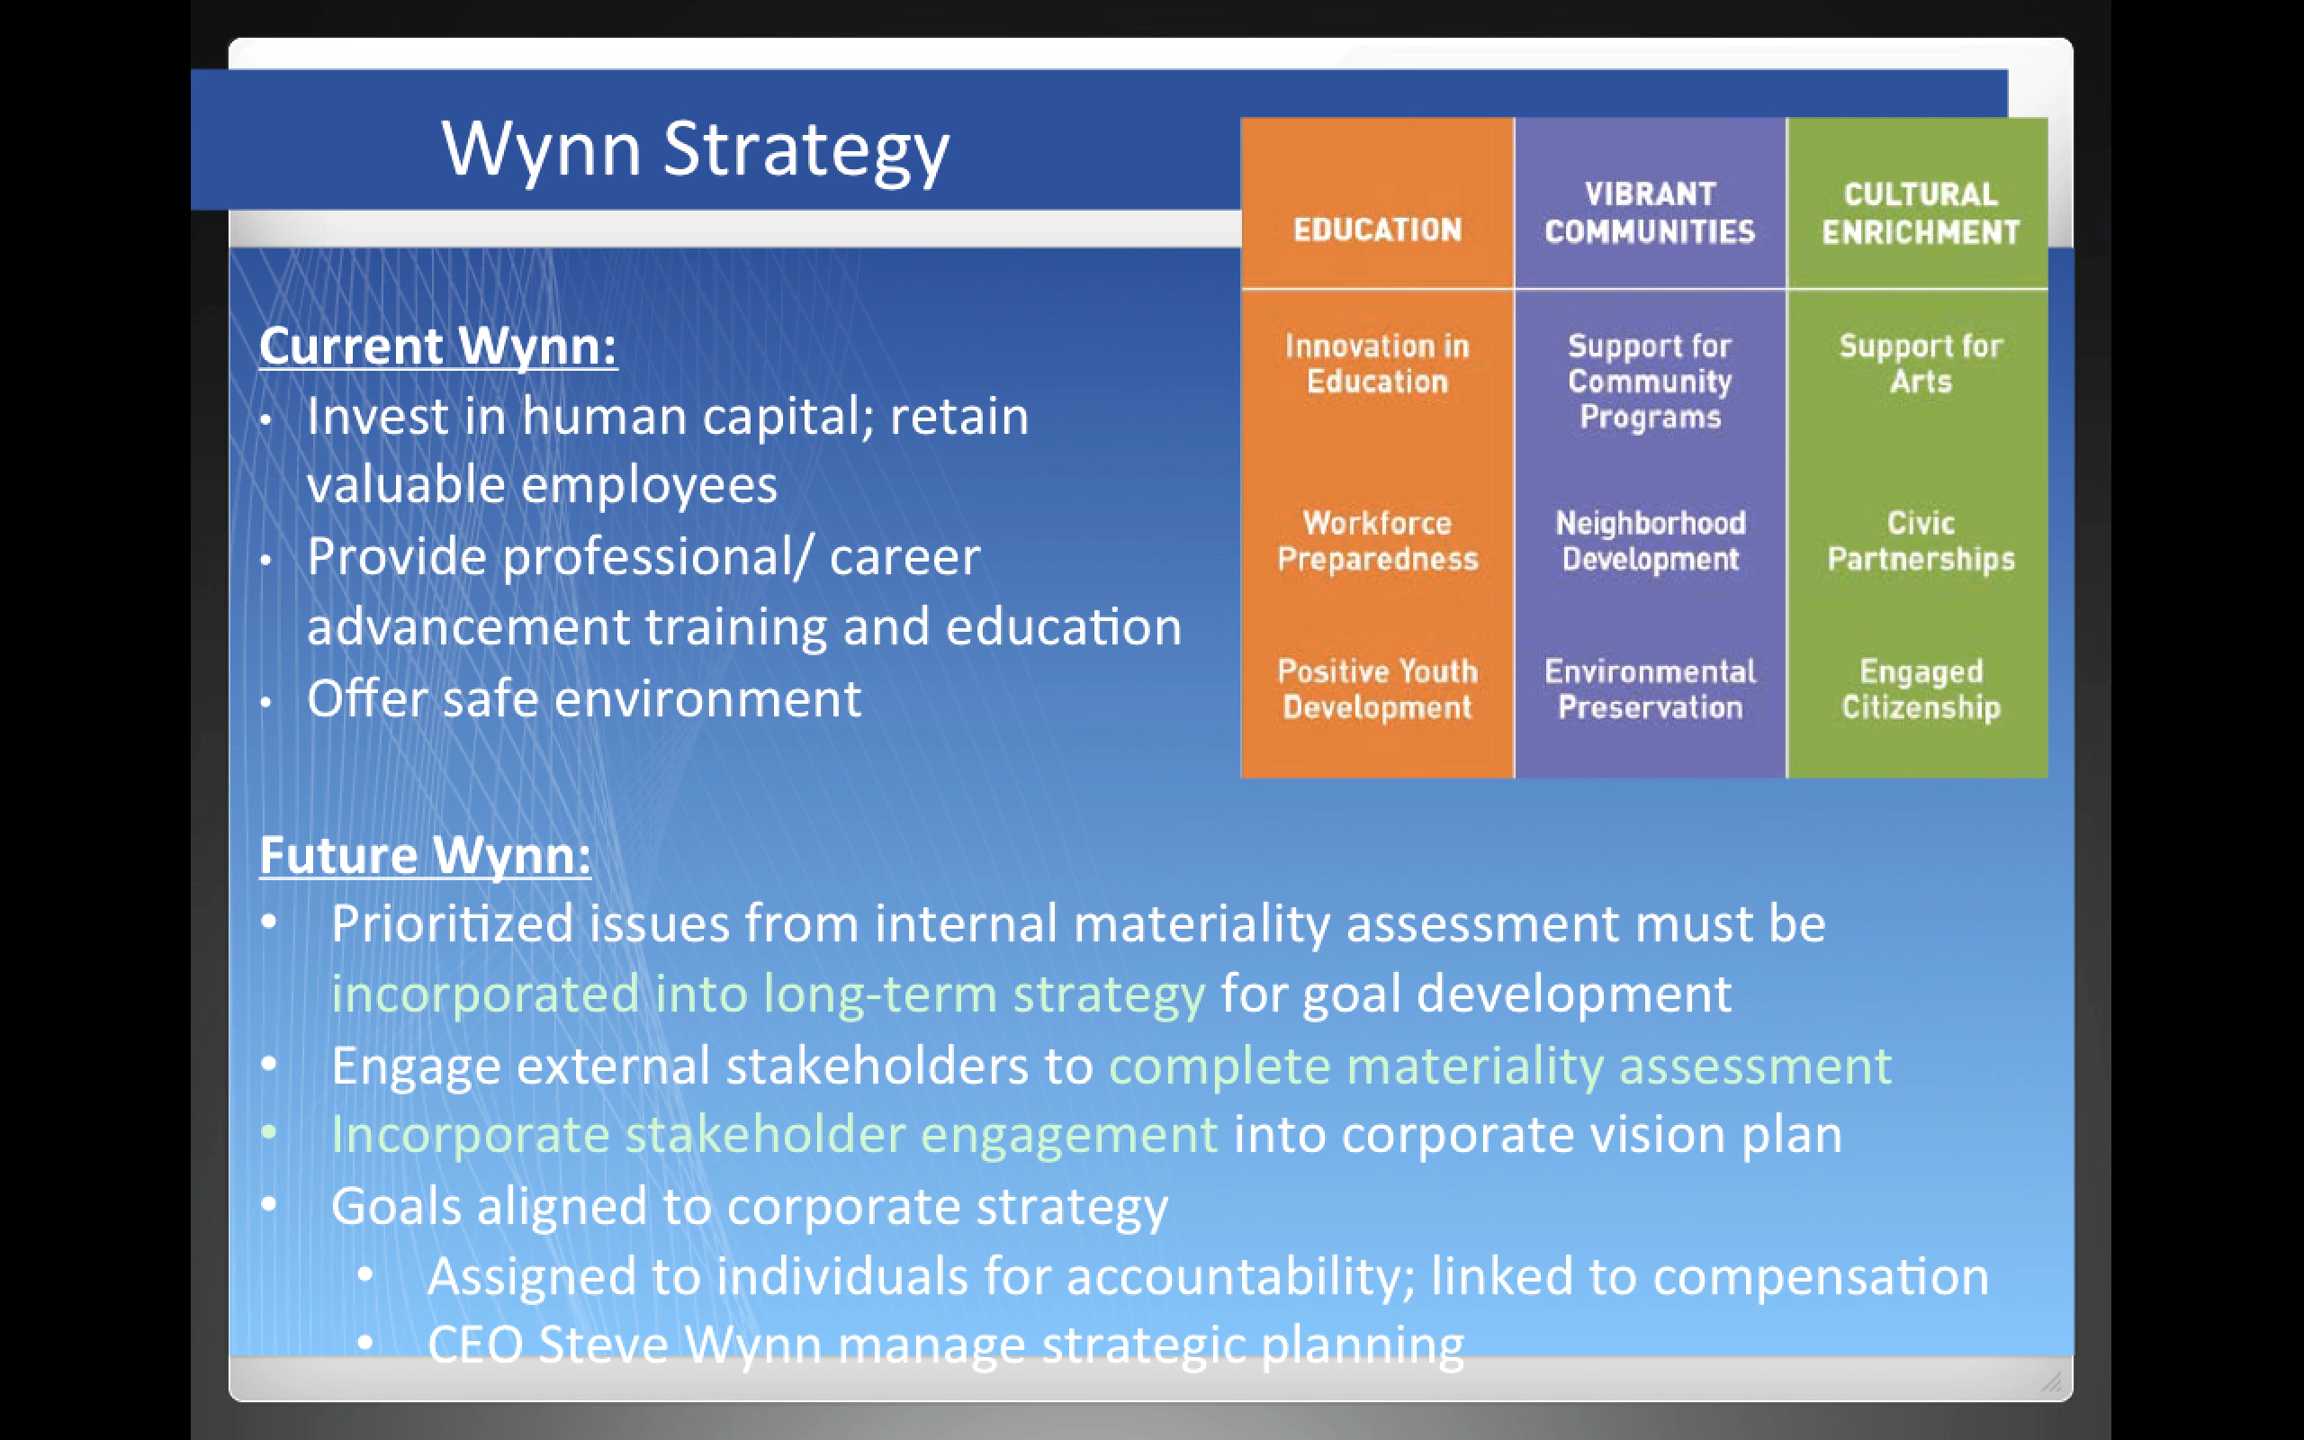 Wynn Strategy
EDUCATION
Innovation in
Education
Workforce
Preparedness
Positive Youth
Development
VIBRANT
COMMUNITIES
Support for
Community
Programs
Neighborhood
Development
Environmental
Preservation
CULTURAL
ENRICHMENT
Support for
Arts
Civic
Partnerships
Engaged
Citizenship
Current Wynn:
• Invest in human capital; retain
valuable employees
• Provide professional/ career
advancement training and education
• Offer safe environment
Future Wynn:
• Prioritized issues from internal materiality assessment must be
incorporated into long-term strategy for goal development
• Engage external stakeholders to complete materiality assessment
• Incorporate stakeholder engagement into corporate vision plan
• Goals aligned to corporate strategy
• Assigned to individuals for accountability; linked to compensation
• CEO Steve Wynn manage strategic planning